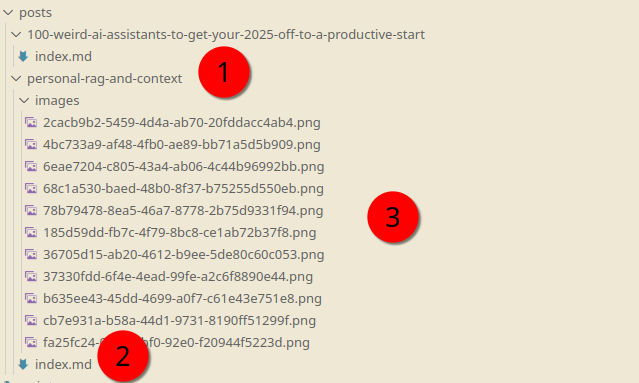 posts
100-weird-ai-assistants-to-get-your-2025-off-to-a-productive-start
index.md
1
personal-rag-and-context
images
2cacb9b2-5459-4d4a-ab70-20fddacc4ab4.png
4bc733a9-af48-4fb0-ae89-bb71a5d5b909.png
6eae7204-c805-43a4-ab06-4c44b96992bb.png
68c1a530-baed-48b0-8f37-b75255d550eb.png
78b79478-8ea5-46a7-8778-2b75d9331f94.png
3
185d59dd-fb7c-4f79-8bc8-ce1ab72b37f8.png
36705d15-ab20-4612-b9ee-5de80c60c053.png
37330fdd-6f4e-4ead-99fe-a2c6f8890e44.png
b635ee43-45dd-4699-a0f7-c61e43e751e8.png
cb7e931a-b58a-44d1-9731-8190ff51299f.png
fa25fc24- bf0-92e0-f20944f5223d.png
2
index.md